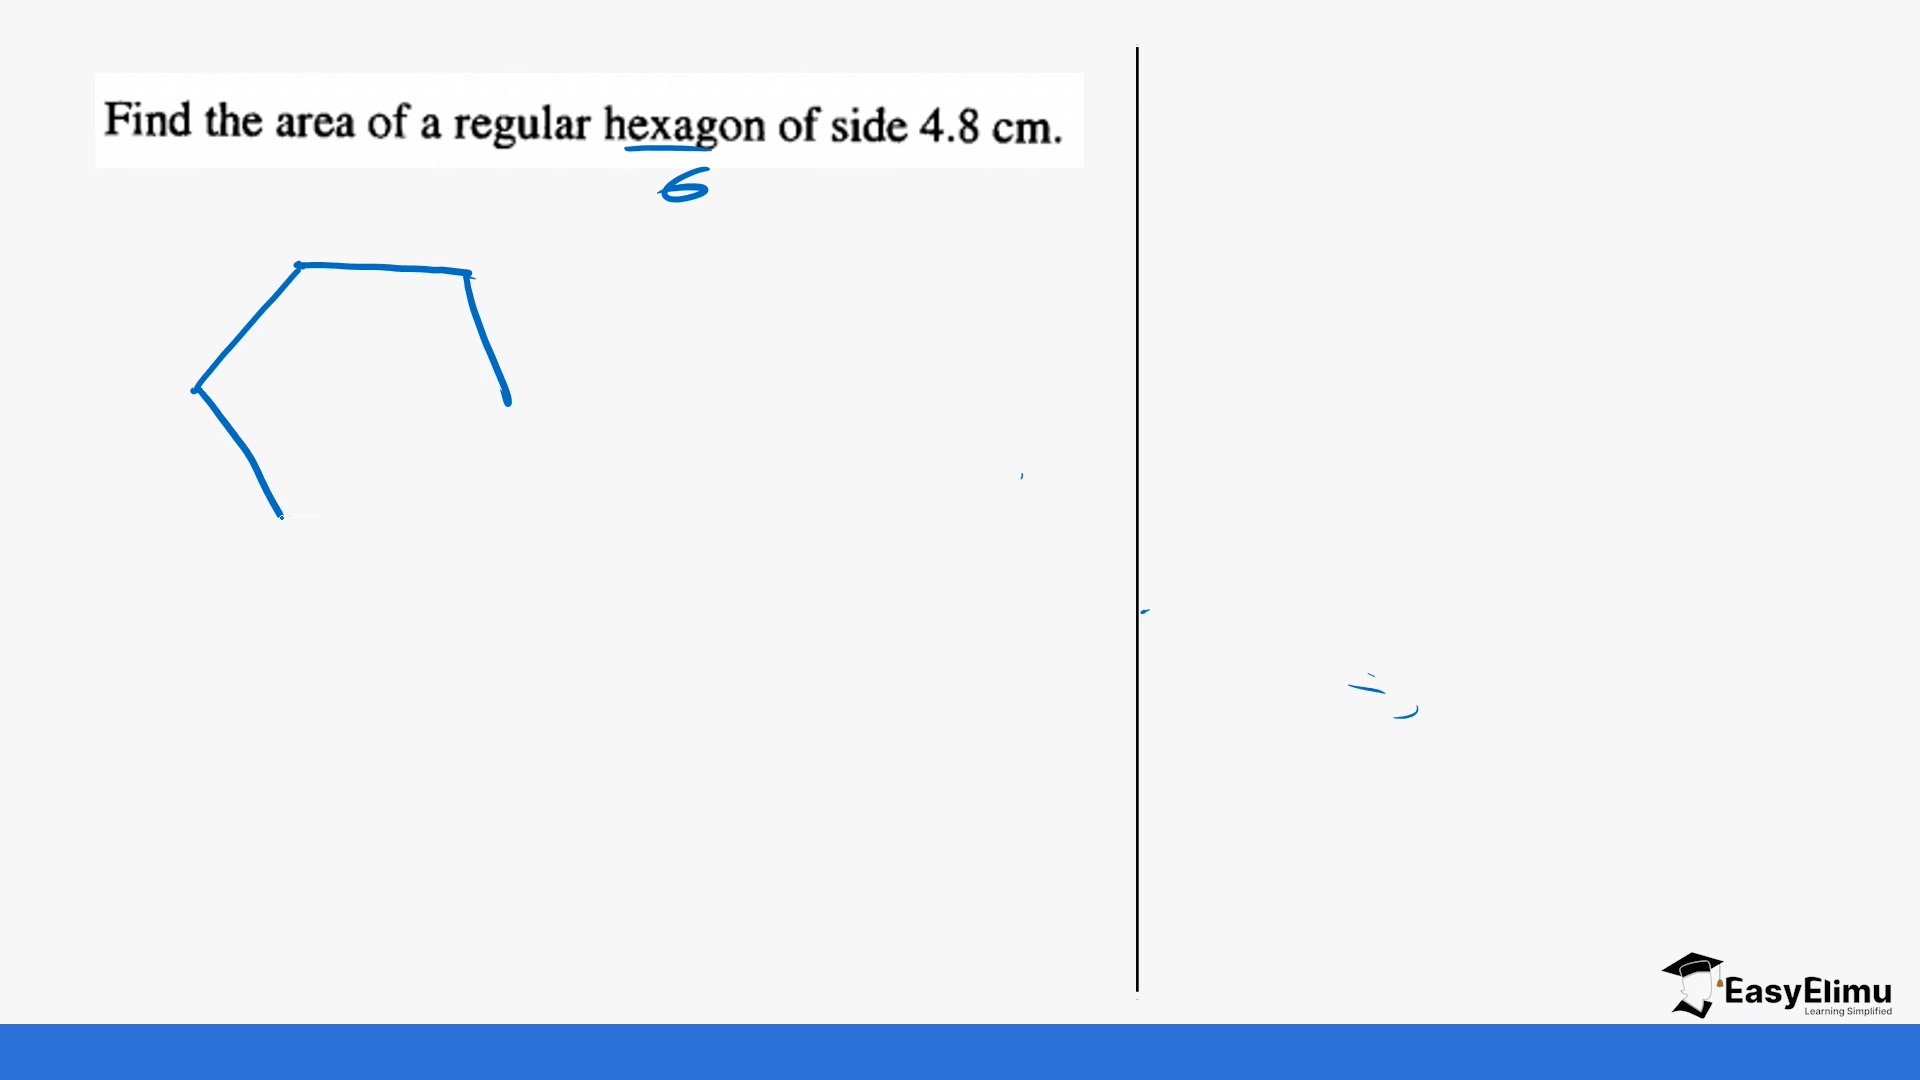 Find the area of a regular hexagon of side 4.8 cm.
6
EasyElimu
Learning Simplified